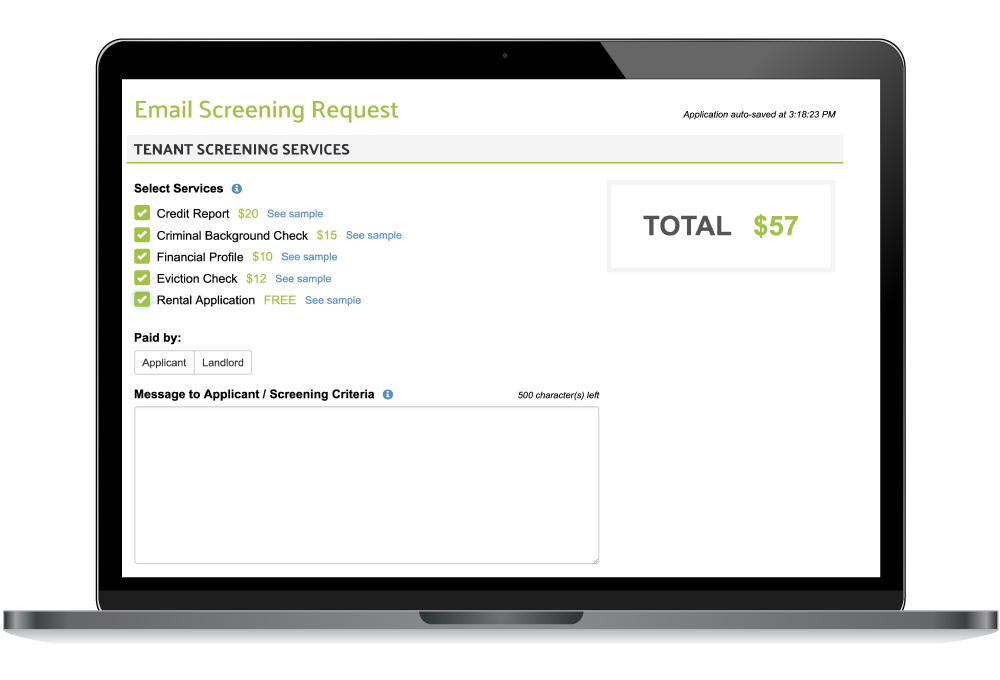 Email Screening Request
Application auto-saved at 3:18:23 PM
TENANT SCREENING SERVICES
Select Services
Credit Report $20 See sample
Criminal Background Check $15 See sample
Financial Profile $10 See sample
Eviction Check $12 See sample
Rental Application FREE See sample
TOTAL $57
Paid by:
Applicant Landlord
Message to Applicant / Screening Criteria
500 character(s) left